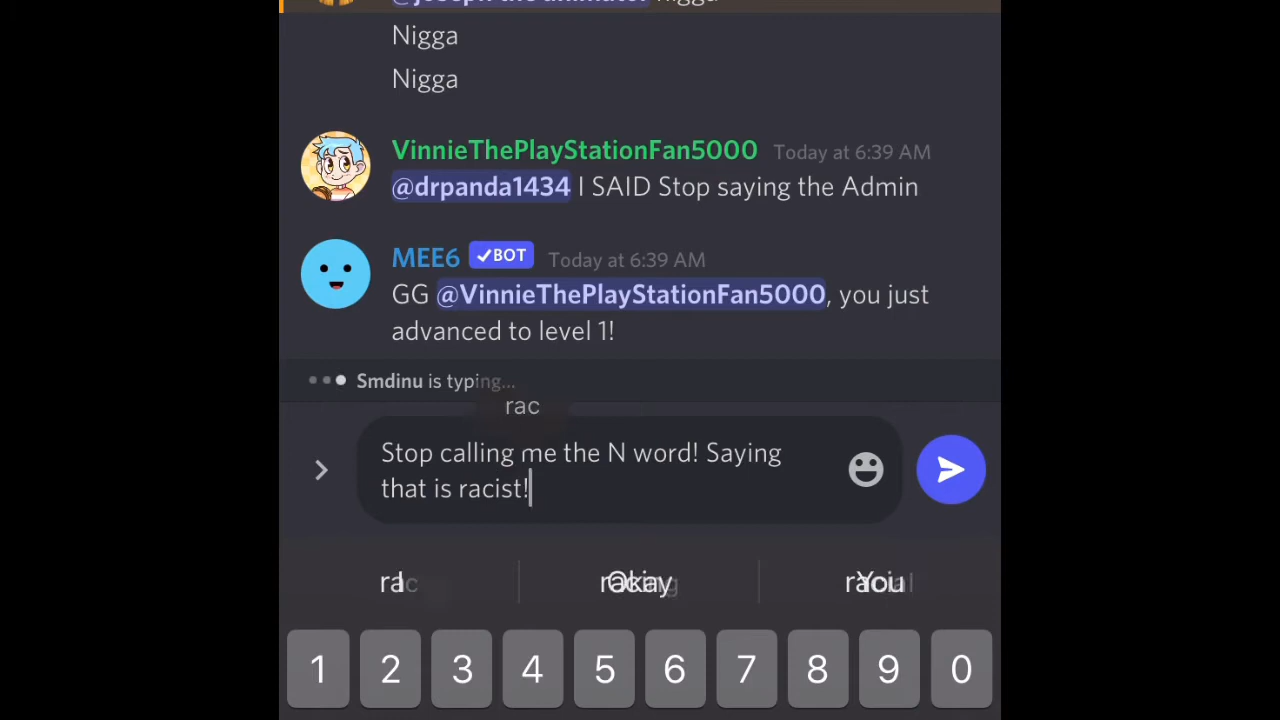 Nigga
Nigga
VinnieThePlayStationFan5000 Today at 6:39 AM
@drpanda1434 I SAID Stop saying the Admin
MEE6 ✓BOT Today at 6:39 AM
GG @VinnieThePlayStationFan5000, you just
advanced to level 1!
Smdinu is typing...
rac
Stop calling me the N word! Saying
that is racist!
Okay You
1 2 3 4 5 6 7 8 9 0